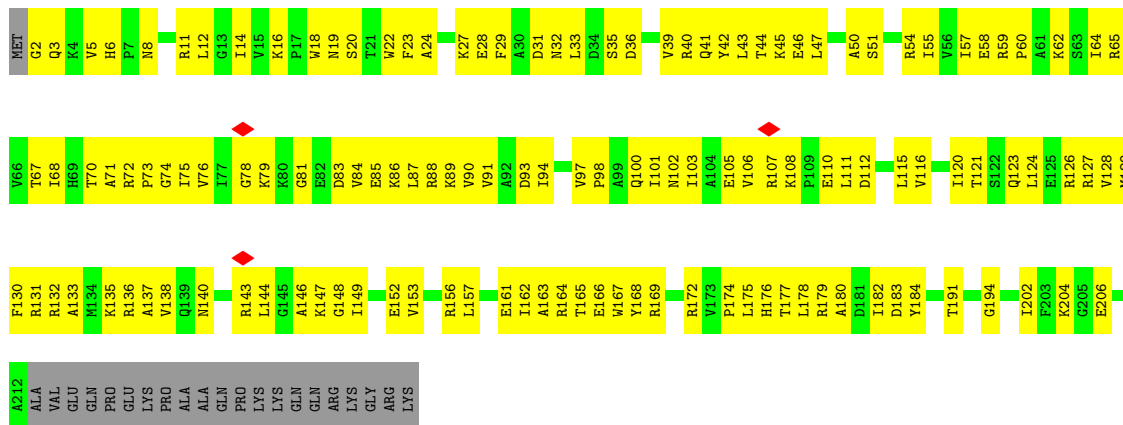 MET G2 Q3 K4 V5 H6 P7 N8 R11 L12 G13 I14 V15 K16 P17 W18 N19 S20 T21 W22 F23 A24 K27 E28 F29 A30 D31 N32 L33 D34 S35 D36 V39 R40 Q41 Y42 L43 T44 K45 E46 L47 A50 S51 R54 I55 V56 I57 E58 R59 P60 A61 K62 S63 I64 R65
V66 T67 I68 H69 T70 A71 R72 P73 G74 I75 V76 I77 G78 K79 K80 G81 E82 D83 V84 E85 K86 L87 R88 K89 V90 V91 A92 D93 I94 V97 P98 A99 Q100 I101 N102 I103 A104 E105 V106 R107 K108 P109 E110 L111 D112 L115 V116 I120 T121 S122 Q123 L124 E125 R126 R127 V128
F130 R131 R132 A133 M134 K135 R136 A137 V138 Q139 N140 R143 L144 G145 A146 K147 G148 I149 E152 V153 R156 L157 E161 I162 A163 R164 T165 E166 W167 Y168 R169 R172 V173 P174 L175 H176 T177 L178 R179 A180 D181 I182 D183 Y184 T191 G194 I202 F203 K204 G205 E206
A212 ALA VAL GLU GLN PRO GLU LYS PRO ALA ALA GLN PRO LYS LYS GLN GLN ARG LYS GLY ARG LYS